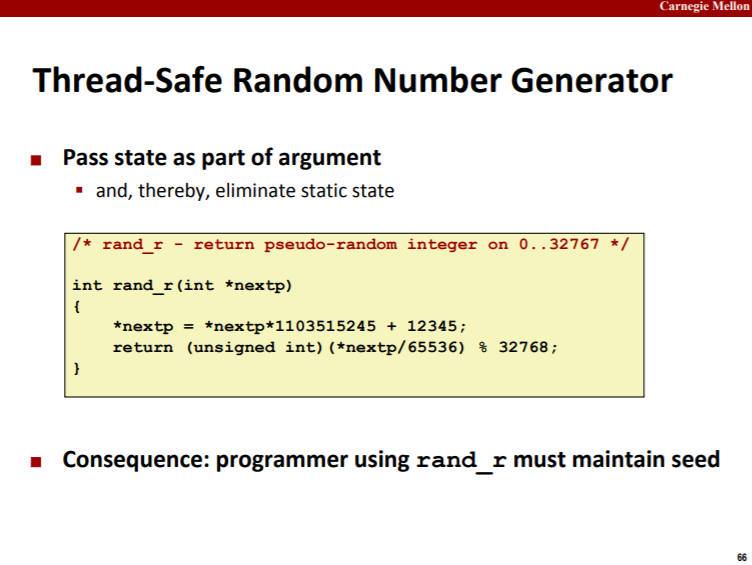 Carnegie Mellon
Thread-Safe Random Number Generator
■ Pass state as part of argument
▪ and, thereby, eliminate static state
/* rand_r - return pseudo-random integer on 0..32767 */
int rand_r(int *nextp)
{
    *nextp = *nextp*1103515245 + 12345;
    return (unsigned int)(*nextp/65536) % 32768;
}
■ Consequence: programmer using rand_r must maintain seed
66